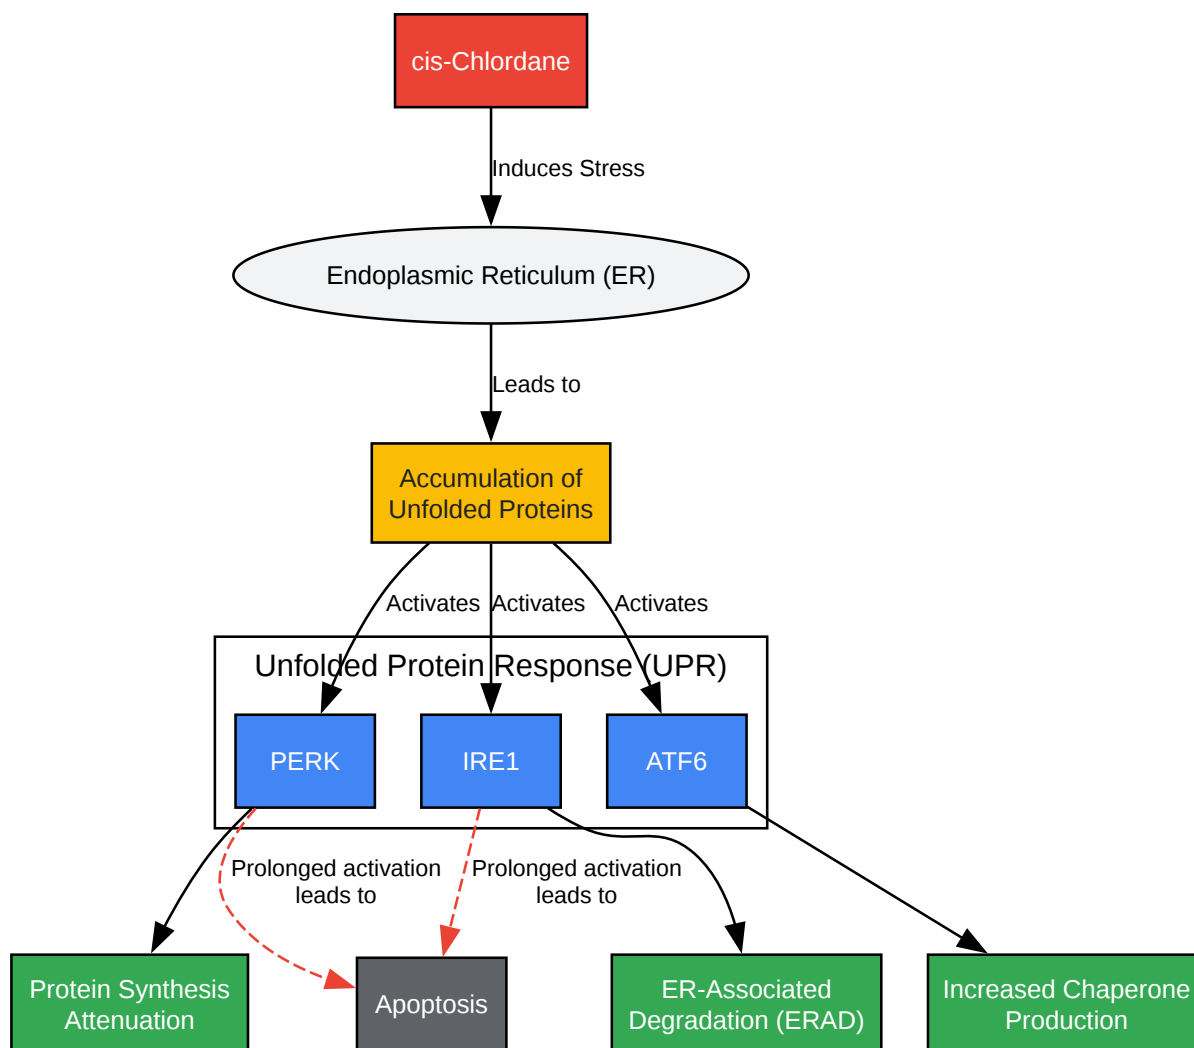 cis-Chlordane
Induces Stress
Endoplasmic Reticulum (ER)
Leads to
Accumulation of
Unfolded Proteins
Activates
Activates
Activates
Unfolded Protein Response (UPR)
PERK
IRE1
ATF6
Prolonged activation
leads to
Prolonged activation
leads to
Protein Synthesis
Attenuation
Apoptosis
ER-Associated
Degradation (ERAD)
Increased Chaperone
Production